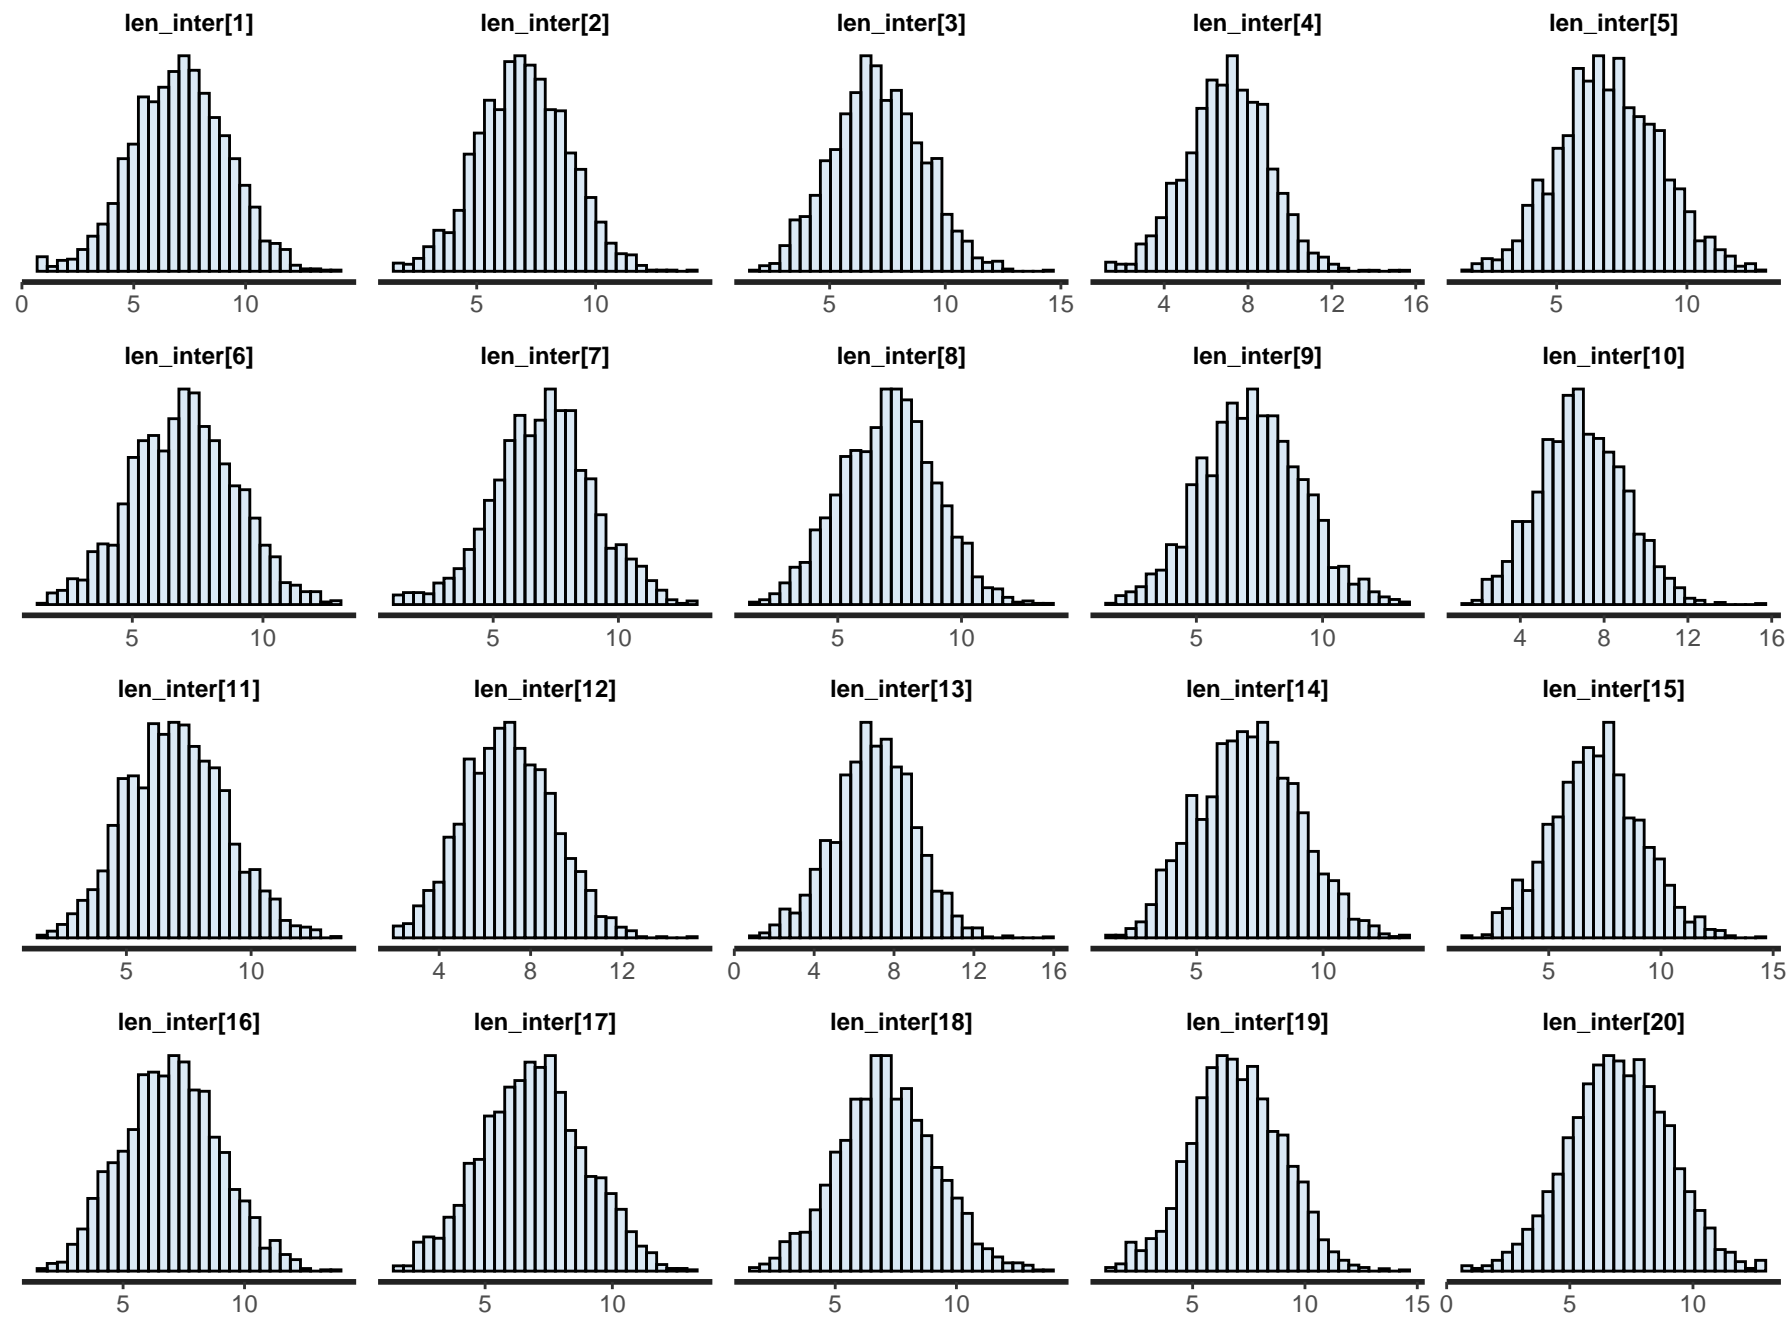 len_inter[1] len_inter[2] len_inter[3] len_inter[4] len_inter[5]
0 5 10 5 10 5 10 15 4 8 12 16 5 10
len_inter[6] len_inter[7] len_inter[8] len_inter[9] len_inter[10]
5 10 5 10 5 10 5 10 4 8 12 16
len_inter[11] len_inter[12] len_inter[13] len_inter[14] len_inter[15]
5 10 4 8 12 0 4 8 12 16 5 10 5 10 15
len_inter[16] len_inter[17] len_inter[18] len_inter[19] len_inter[20]
5 10 5 10 5 10 5 10 15 0 5 10